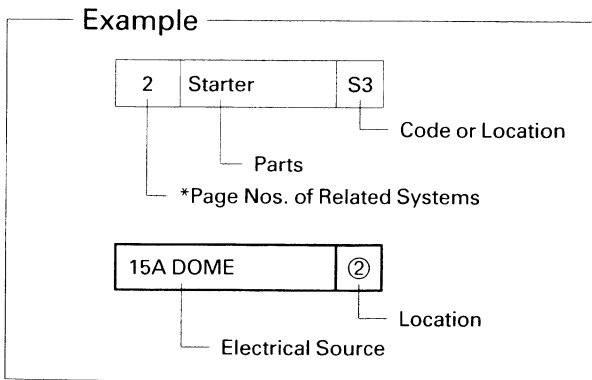 Example
2 Starter S3
Code or Location
Parts
*Page Nos. of Related Systems
15A DOME ②
Location
Electrical Source